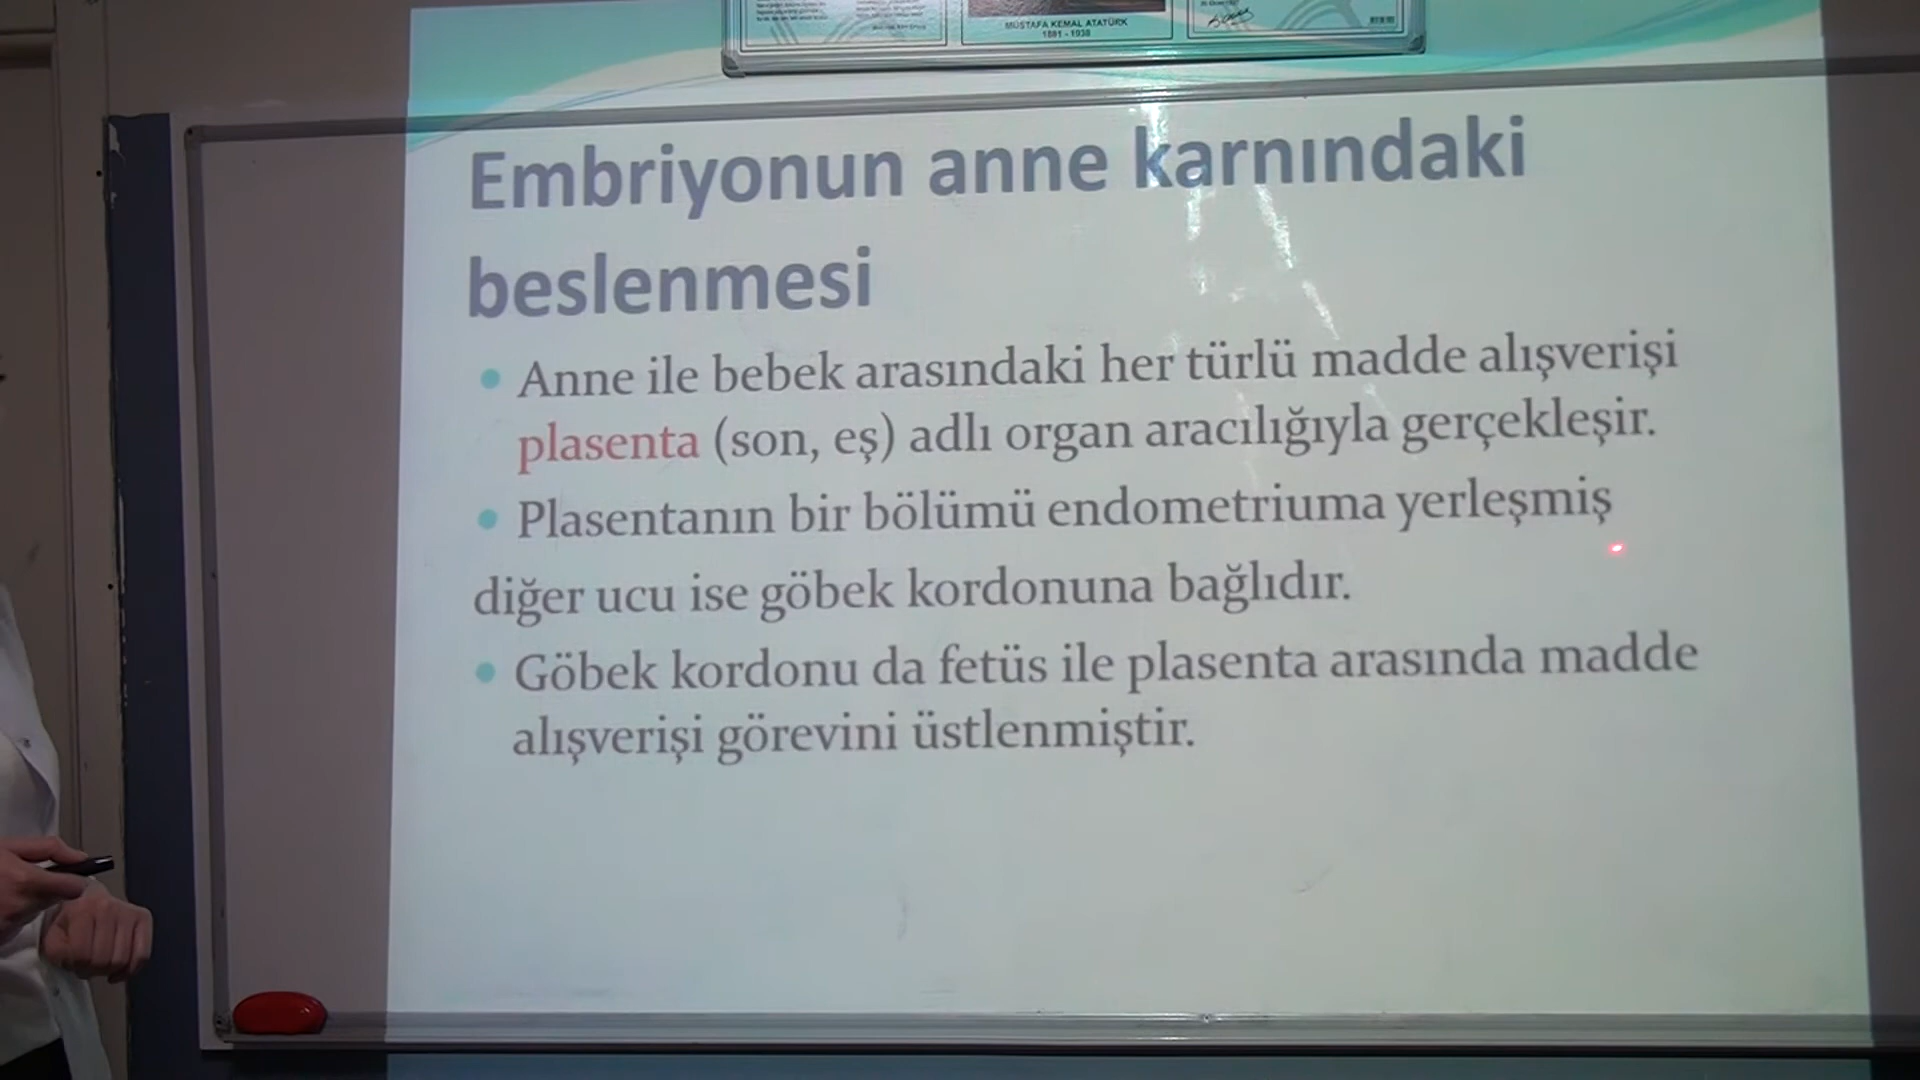 MUSTAFA KEMAL ATATÜRK
1881 - 1938
Embriyonun anne karnındaki
beslenmesi
• Anne ile bebek arasındaki her türlü madde alışverişi
plasenta (son, eş) adlı organ aracılığıyla gerçekleşir.
• Plasentanın bir bölümü endometriuma yerleşmiş
diğer ucu ise göbek kordonuna bağlıdır.
• Göbek kordonu da fetüs ile plasenta arasında madde
alışverişi görevini üstlenmiştir.